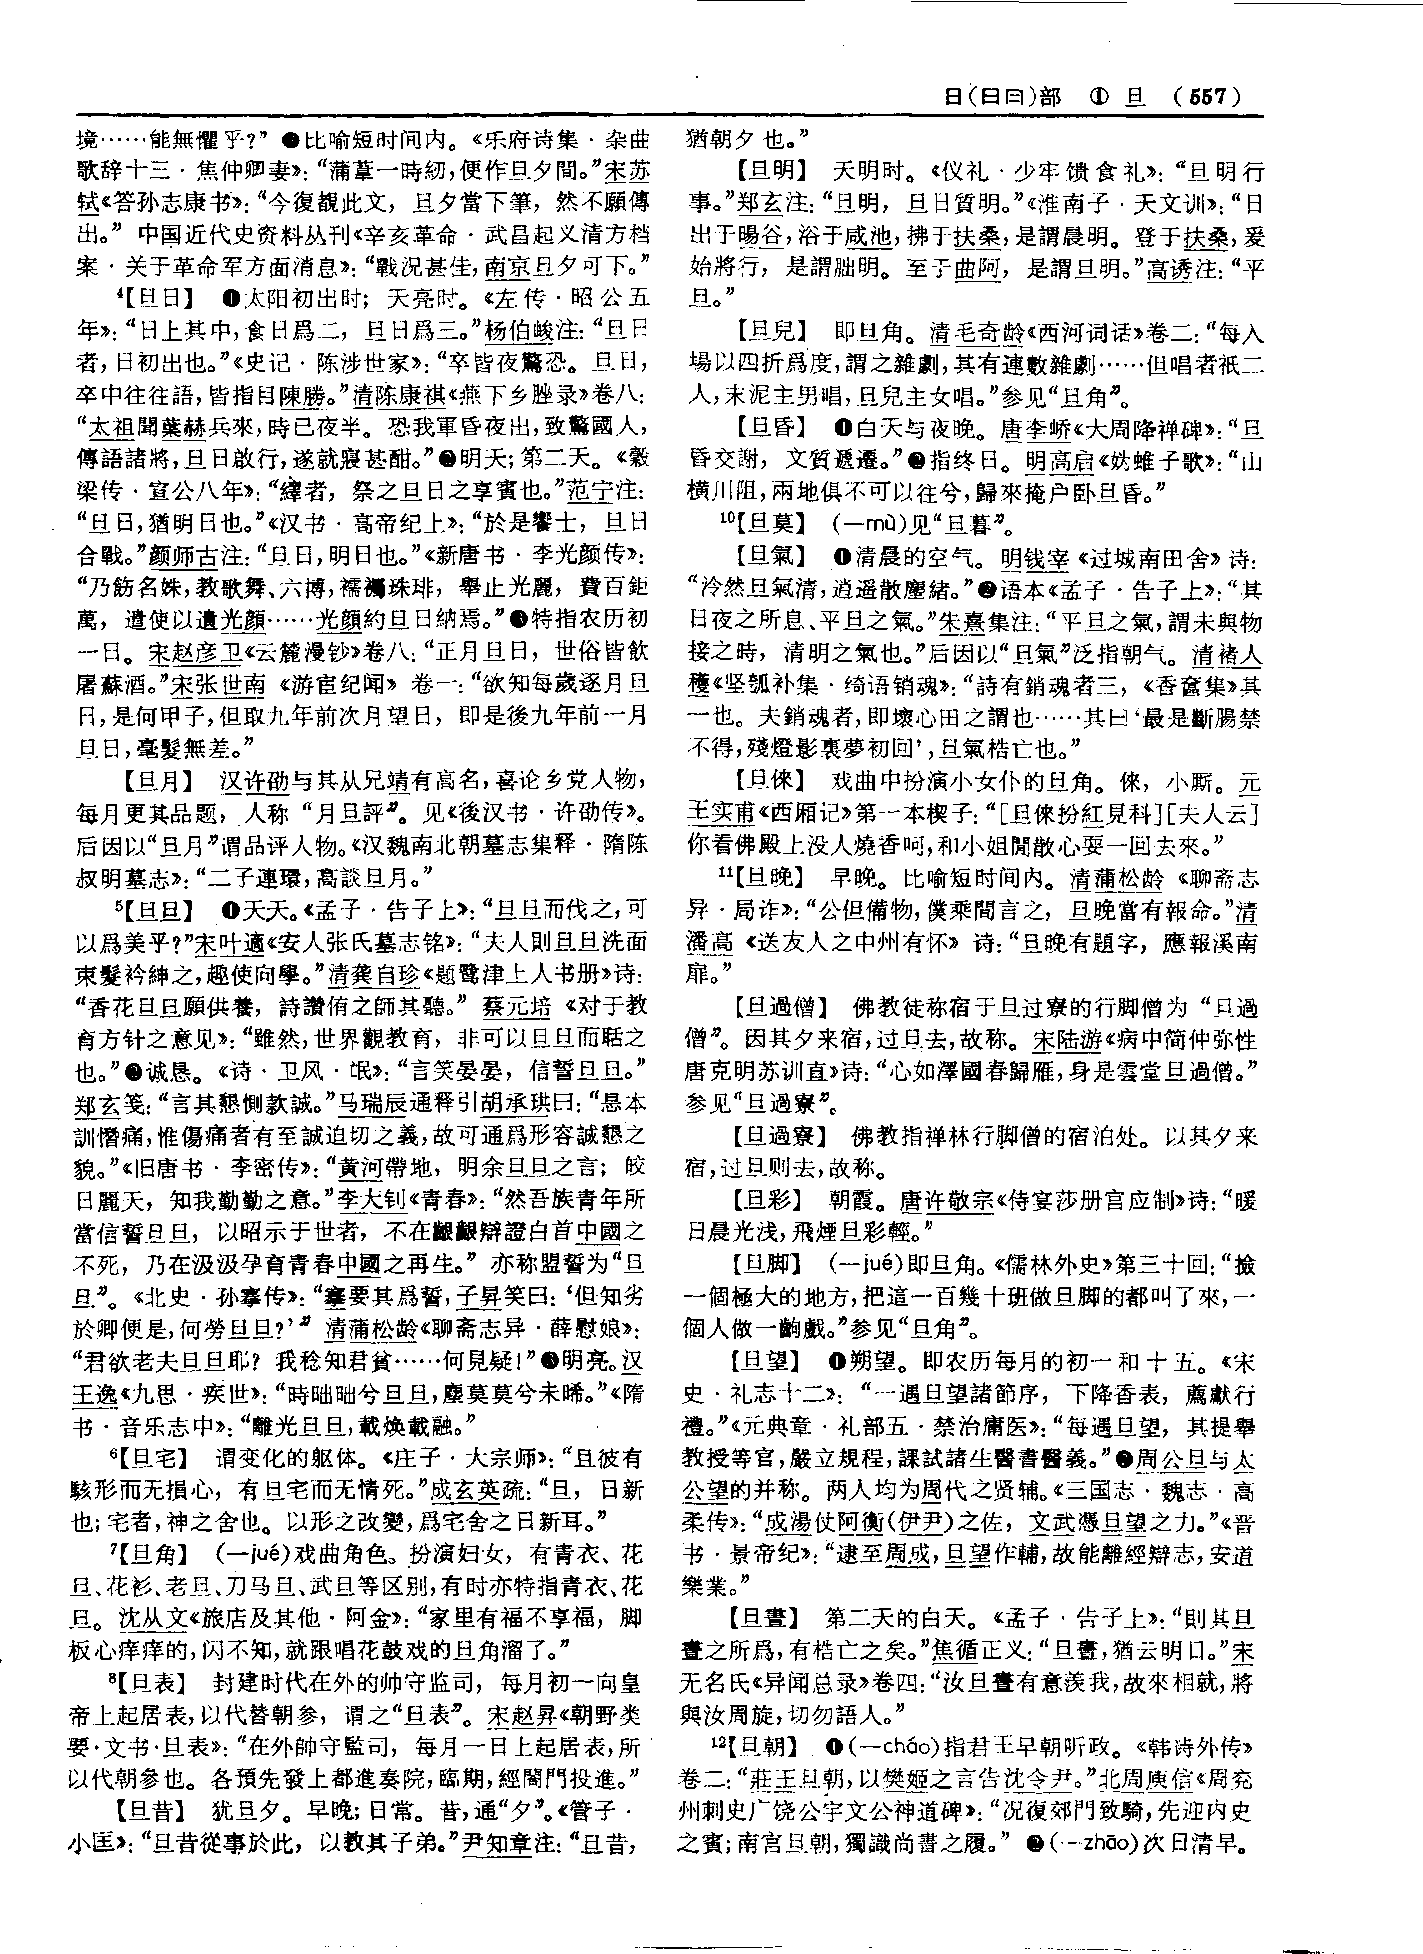 日(日曰)部 ① 旦 (557)
境……能無懼乎?” ❷比喻短时间内。《乐府诗集·杂曲
歌辞十三·焦仲卿妻》:“蒲葦一時紉,便作旦夕間。”宋苏
轼《答孙志康书》:“今復覩此文,旦夕當下筆,然不願傳
出。” 中国近代史资料丛刊《辛亥革命·武昌起义清方档
案·关于革命军方面消息》:“戰況甚佳,南京旦夕可下。”
4【旦日】 ❶太阳初出时;天亮时。《左传·昭公五
年》:“日上其中,食日爲二,旦日爲三。”杨伯峻注:“旦日
者,日初出也。”《史记·陈涉世家》:“卒皆夜驚恐。旦日,
卒中往往語,皆指目陳勝。”清陈康祺《燕下乡脞录》卷八:
“太祖聞葉赫兵來,時已夜半。恐我軍昏夜出,致驚國人,
傳語諸將,旦日啟行,遂就寢甚酣。”❷明天;第二天。《穀
梁传·宣公八年》:“繹者,祭之旦日之享賓也。”范宁注:
“旦日,猶明日也。”《汉书·高帝纪上》:“於是饗士,旦日
合戰。”颜师古注:“旦日,明日也。”《新唐书·李光颜传》:
“乃飭名姝,教歌舞、六博,襦襡珠琲,舉止光麗,費百鉅
萬,遣使以遺光顔……光顔約旦日纳焉。”❸特指农历初
一日。宋赵彦卫《云麓漫钞》卷八:“正月旦日,世俗皆飲
屠蘇酒。”宋张世南《游宦纪闻》卷一:“欲知每歲逐月旦
日,是何甲子,但取九年前次月望日,即是後九年前一月
旦日,毫髮無差。”
【旦月】 汉许劭与其从兄靖有高名,喜论乡党人物,
每月更其品题,人称“月旦評”。见《後汉书·许劭传》。
后因以“旦月”谓品评人物。《汉魏南北朝墓志集释·隋陈
叔明墓志》:“二子連環,高談旦月。”
5【旦旦】 ❶天天。《孟子·告子上》:“旦旦而伐之,可
以爲美乎?”宋叶適《安人张氏墓志铭》:“夫人則旦旦洗面
束髮衿紳之,趣使向學。”清龚自珍《题鹭津上人书册》诗:
“香花旦旦願供養,詩讚侑之師其聽。” 蔡元培《对于教
育方针之意见》:“雖然,世界觀教育,非可以旦旦而聒之
也。”❷诚恳。《诗·卫风·氓》:“言笑晏晏,信誓旦旦。”
郑玄笺:“言其懇惻款誠。”马瑞辰通释引胡承珙曰:“恳本
訓憯痛,惟傷痛者有至誠迫切之義,故可通爲形容誠懇之
貌。”《旧唐书·李密传》:“黄河帶地,明余旦旦之言;皎
日麗天,知我勤勤之意。”李大钊《青春》:“然吾族青年所
當信誓旦旦,以昭示于世者,不在齦齦辯證白首中國之
不死,乃在汲汲孕育青春中國之再生。” 亦称盟誓为“旦
旦”。《北史·孙搴传》:“搴要其爲誓,子昇笑曰:‘但知劣
於卿便是,何勞旦旦?’” 清蒲松龄《聊斋志异·薛慰娘》:
“君欲老夫旦旦耶?我稔知君貧……何見疑!”❸明亮。汉
王逸《九思·疾世》:“時昢昢兮旦旦,塵莫莫兮未晞。”《隋
书·音乐志中》:“離光旦旦,載焕載融。”
6【旦宅】 谓变化的躯体。《庄子·大宗师》:“且彼有
駭形而无損心,有旦宅而无情死。”成玄英疏:“旦,日新
也;宅者,神之舍也。以形之改變,爲宅舍之日新耳。”
7【旦角】 (—jué)戏曲角色。扮演妇女,有青衣、花
旦、花衫、老旦、刀马旦、武旦等区别,有时亦特指青衣、花
旦。沈从文《旅店及其他·阿金》:“家里有福不享福,脚
板心痒痒的,闪不知,就跟唱花鼓戏的旦角溜了。”
8【旦表】 封建时代在外的帅守监司,每月初一向皇
帝上起居表,以代替朝参,谓之“旦表”。宋赵昇《朝野类
要·文书·旦表》:“在外帥守監司,每月一日上起居表,所
以代朝參也。各預先發上都進奏院,臨期,經閤門投進。”
【旦昔】 犹旦夕。早晚;日常。昔,通“夕”。《管子·
小匡》:“旦昔從事於此,以教其子弟。”尹知章注:“旦昔,
猶朝夕也。”
【旦明】 天明时。《仪礼·少牢馈食礼》:“旦明行
事。”郑玄注:“旦明,旦日質明。”《淮南子·天文训》:“日
出于暘谷,浴于咸池,拂于扶桑,是謂晨明。登于扶桑,爰
始將行,是謂朏明。至于曲阿,是謂旦明。”高诱注:“平
旦。”
【旦兒】 即旦角。清毛奇龄《西河词话》卷二:“每入
場以四折爲度,謂之雜劇,其有連數雜劇……但唱者祇二
人,末泥主男唱,旦兒主女唱。”参见“旦角”。
【旦昏】 ❶白天与夜晚。唐李峤《大周降禅碑》:“旦
昏交謝,文質遞遷。”❷指终日。明高启《妓雉子歌》:“山
横川阻,兩地俱不可以往兮,歸來掩户卧旦昏。”
10【旦莫】 (—mù)见“旦暮”。
【旦氣】 ❶清晨的空气。明钱宰《过城南田舍》诗:
“泠然旦氣清,逍遥散塵緒。”❷语本《孟子·告子上》:“其
日夜之所息、平旦之氣。”朱熹集注:“平旦之氣,謂未與物
接之時,清明之氣也。”后因以“旦氣”泛指朝气。清褚人
穫《坚瓠补集·绮语销魂》:“詩有銷魂者三,《香奩集》其
一也。夫銷魂者,即壞心田之謂也……其曰‘最是斷腸禁
不得,殘燈影裏夢初回’,旦氣梏亡也。”
【旦倈】 戏曲中扮演小女仆的旦角。倈,小厮。元
王实甫《西厢记》第一本楔子:“[旦倈扮紅見科][夫人云]
你看佛殿上没人燒香呵,和小姐閒散心耍一回去來。”
11【旦晚】 早晚。比喻短时间内。清蒲松龄《聊斋志
异·局诈》:“公但備物,僕乘間言之,旦晚當有報命。”清
潘高《送友人之中州有怀》诗:“旦晚有題字,應報溪南
扉。”
【旦過僧】 佛教徒称宿于旦过寮的行脚僧为“旦過
僧”。因其夕来宿,过旦去,故称。宋陆游《病中简仲弥性
唐克明苏训直》诗:“心如澤國春歸雁,身是雲堂旦過僧。”
参见“旦過寮”。
【旦過寮】 佛教指禅林行脚僧的宿泊处。以其夕来
宿,过旦则去,故称。
【旦彩】 朝霞。唐许敬宗《侍宴莎册宫应制》诗:“暖
日晨光浅,飛煙旦彩輕。”
【旦脚】 (—jué)即旦角。《儒林外史》第三十回:“撿
一個極大的地方,把這一百幾十班做旦脚的都叫了來,一
個人做一齣戲。”参见“旦角”。
【旦望】 ❶朔望。即农历每月的初一和十五。《宋
史·礼志十二》:“一遇旦望諸節序,下降香表,薦獻行
禮。”《元典章·礼部五·禁治庸医》:“每遇旦望,其提舉
教授等官,嚴立規程,課試諸生醫書醫義。”❷周公旦与太
公望的并称。两人均为周代之贤辅。《三国志·魏志·高
柔传》:“成湯仗阿衡(伊尹)之佐,文武憑旦望之力。”《晋
书·景帝纪》:“逮至周成,旦望作輔,故能離經辯志,安道
樂業。”
【旦晝】 第二天的白天。《孟子·告子上》:“則其旦
晝之所爲,有梏亡之矣。”焦循正义:“旦晝,猶云明日。”宋
无名氏《异闻总录》卷四:“汝旦晝有意羨我,故來相就,將
與汝周旋,切勿語人。”
12【旦朝】 ❶(—cháo)指君王早朝听政。《韩诗外传》
卷二:“莊王旦朝,以樊姬之言告沈令尹。”北周庾信《周兖
州刺史广饶公宇文公神道碑》:“况復郊門致騎,先迎内史
之賓;南宫旦朝,獨識尚書之履。” ❷(—zhāo)次日清早。